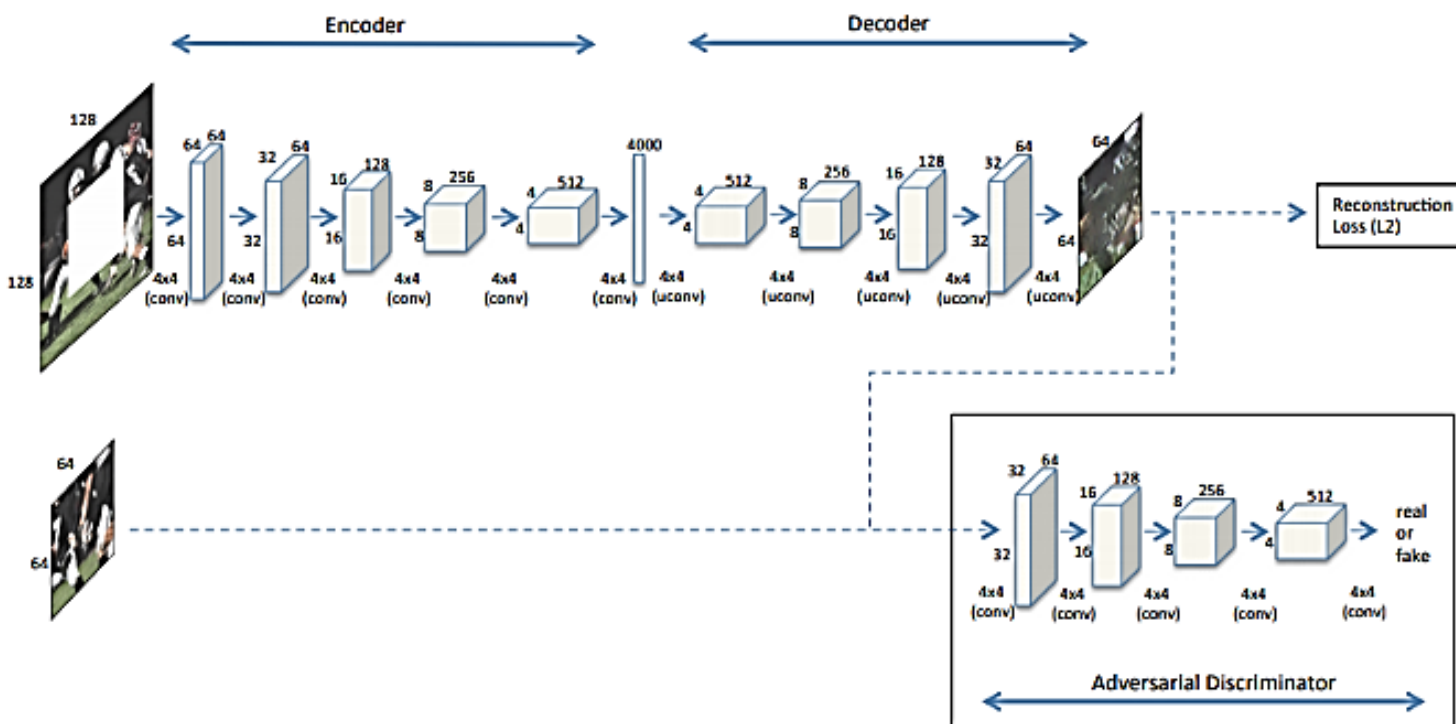 Encoder
Decoder
128
128
64 64
64
32 64
32
16 128
16
8 256
8
4 512
4
4000
4 512
4
8 256
8
16 128
16
32 64
32
64
64
4x4 4x4 4x4 4x4 4x4 4x4 4x4 4x4 4x4 4x4 4x4
(conv) (conv) (conv) (conv) (conv) (conv) (uconv) (uconv) (uconv) (uconv) (uconv)
Reconstruction
Loss (L2)
64
64
32 64
32
16 128
16
8 256
8
4 512
4
real
or
fake
4x4 4x4 4x4 4x4 4x4
(conv) (conv) (conv) (conv) (conv)
Adversarial Discriminator